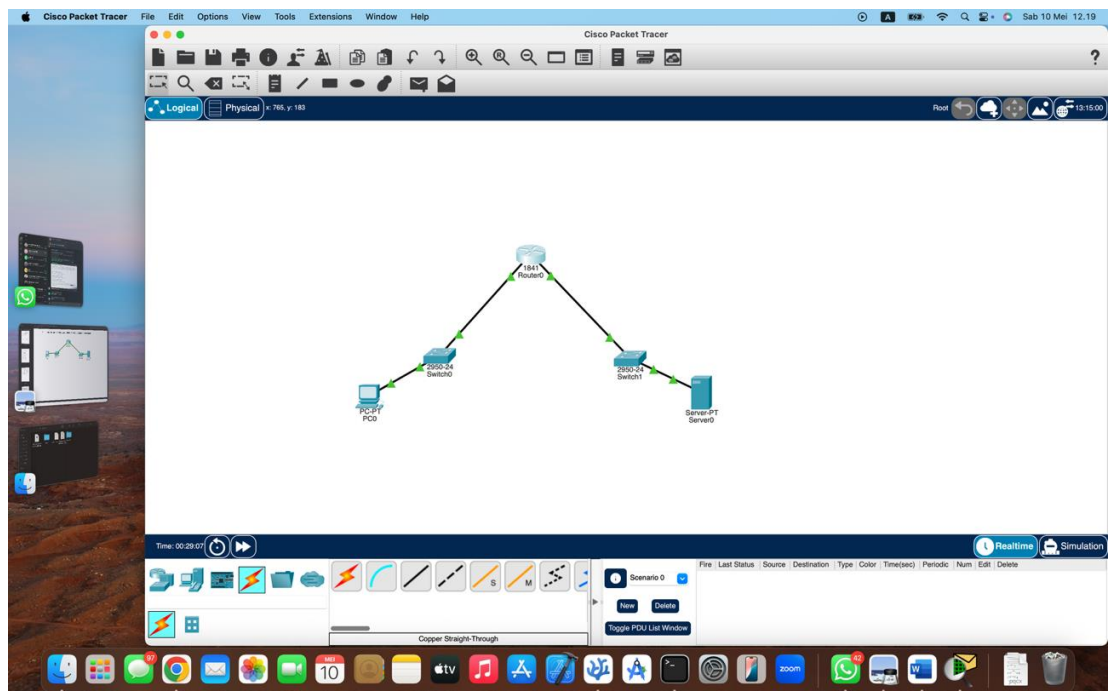 Cisco Packet Tracer File Edit Options View Tools Extensions Window Help
A
Sab 10 Mei 12.19
Cisco Packet Tracer
?
Logical Physical x: 765, y: 183
Root
13:15:00
1841
Router0
2950-24
Switch0
2950-24
Switch1
PC-PT
PC0
Server-PT
Server0
Time: 00:29:07
Realtime Simulation
Fire Last Status Source Destination Type Color Time(sec) Periodic Num Edit Delete
S
M
Scenario 0
New Delete
Toggle PDU List Window
Copper Straight-Through
97
MEI
10
tv
zoom
42
W